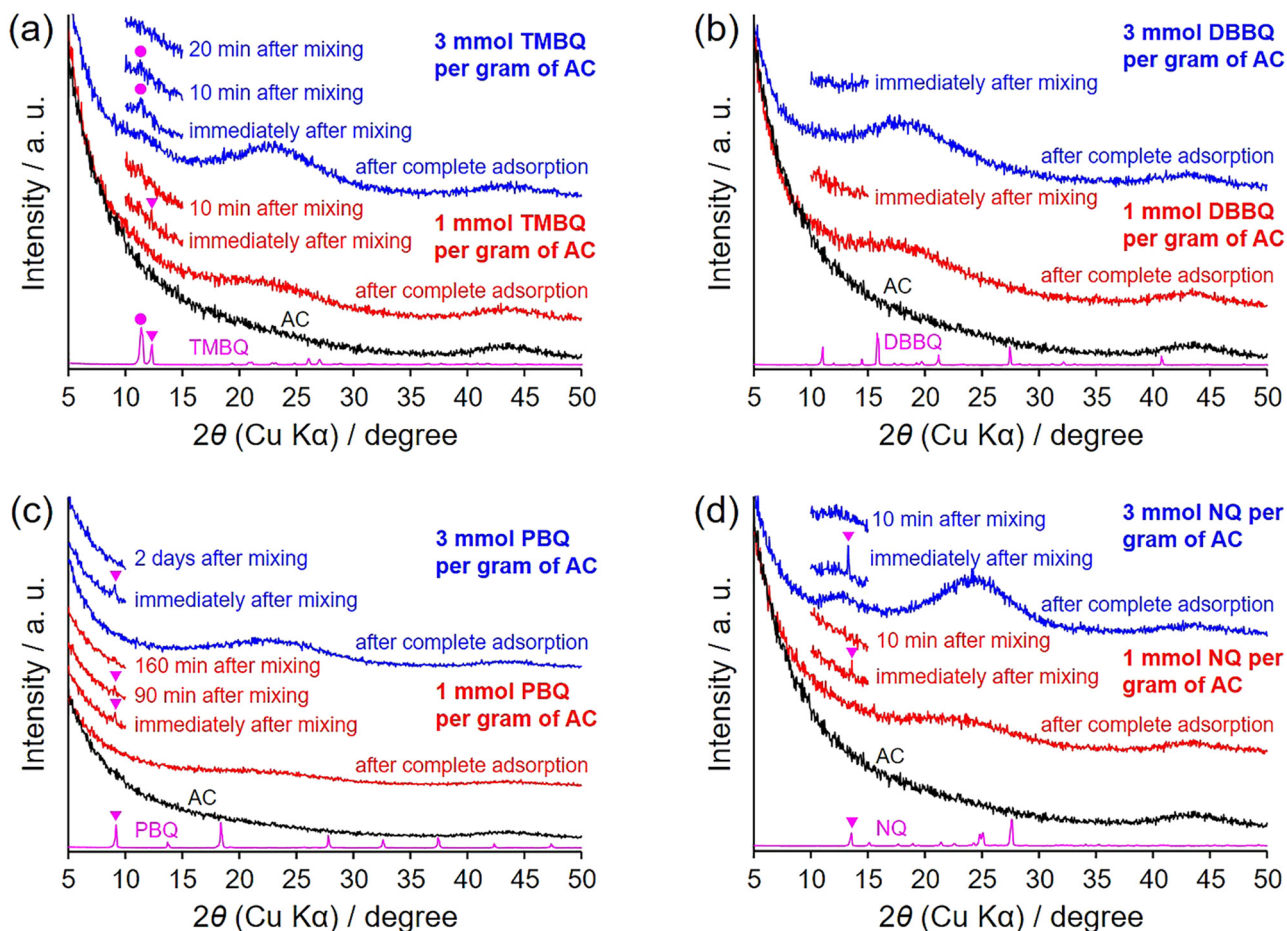 (a)
20 min after mixing
3 mmol TMBQ
per gram of AC
10 min after mixing
immediately after mixing
after complete adsorption
10 min after mixing
1 mmol TMBQ
per gram of AC
immediately after mixing
after complete adsorption
AC
TMBQ
Intensity / a. u.
5 10 15 20 25 30 35 40 45 50
2θ (Cu Kα) / degree
(b)
3 mmol DBBQ
per gram of AC
immediately after mixing
after complete adsorption
immediately after mixing
1 mmol DBBQ
per gram of AC
after complete adsorption
AC
DBBQ
Intensity / a. u.
5 10 15 20 25 30 35 40 45 50
2θ (Cu Kα) / degree
(c)
2 days after mixing
3 mmol PBQ
per gram of AC
immediately after mixing
after complete adsorption
160 min after mixing
90 min after mixing
1 mmol PBQ
per gram of AC
immediately after mixing
after complete adsorption
AC
PBQ
Intensity / a. u.
5 10 15 20 25 30 35 40 45 50
2θ (Cu Kα) / degree
(d)
10 min after mixing
3 mmol NQ per
gram of AC
immediately after mixing
after complete adsorption
10 min after mixing
1 mmol NQ per
gram of AC
immediately after mixing
after complete adsorption
AC
NQ
Intensity / a. u.
5 10 15 20 25 30 35 40 45 50
2θ (Cu Kα) / degree